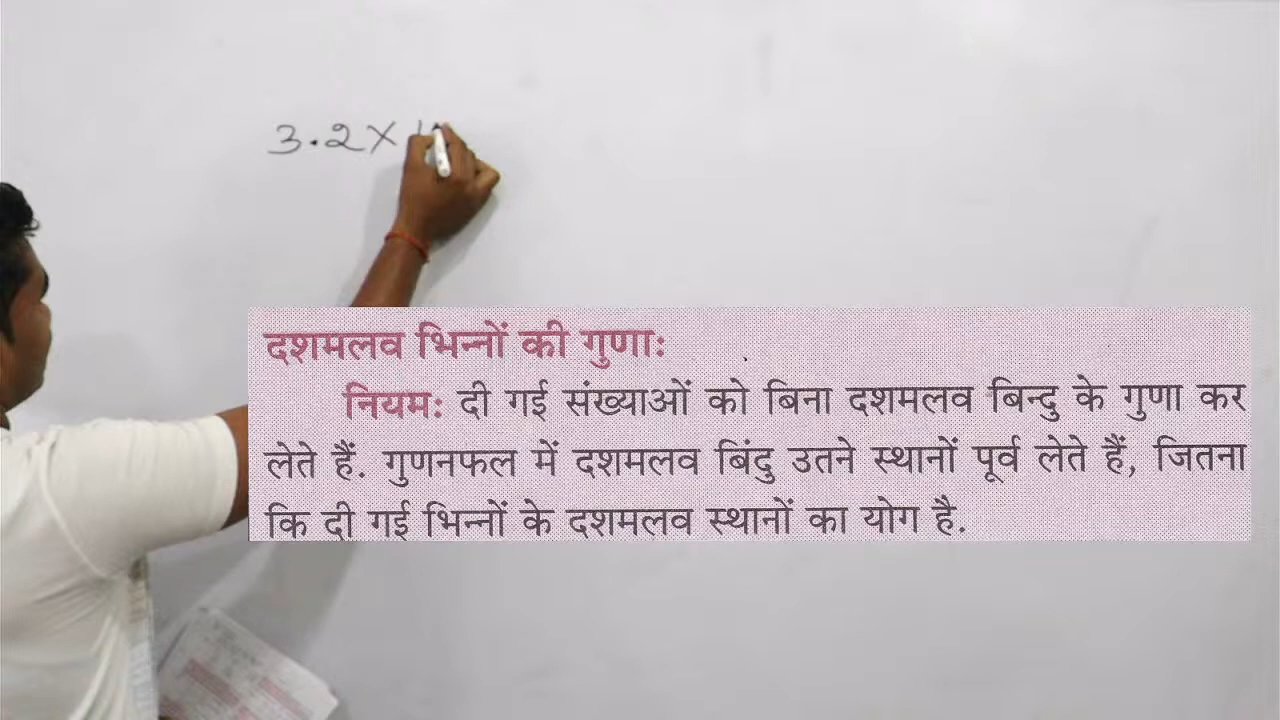 3.2 X
दशमलव भिन्नों की गुणाः
नियमः दी गई संख्याओं को बिना दशमलव बिन्दु के गुणा कर
लेते हैं. गुणनफल में दशमलव बिंदु उतने स्थानों पूर्व लेते हैं, जितना
कि दी गई भिन्नों के दशमलव स्थानों का योग है.